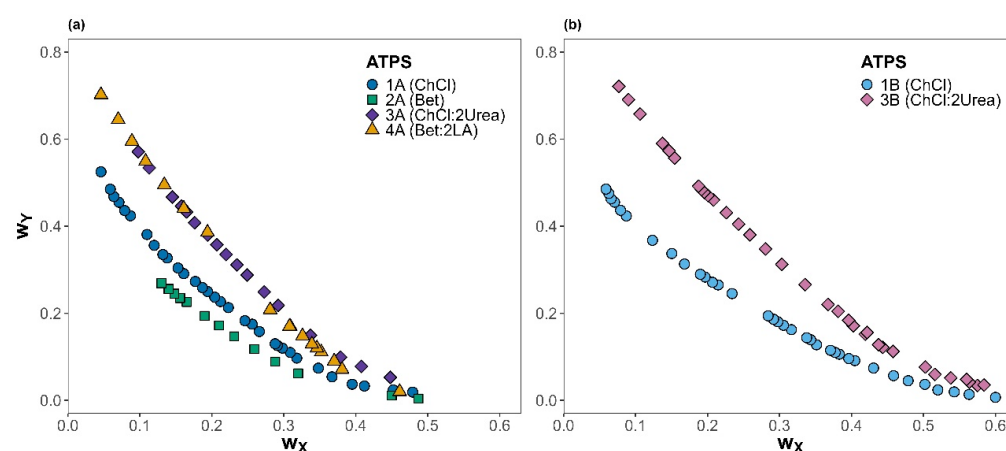 (a)
ATPS
1A (ChCl)
2A (Bet)
3A (ChCl:2Urea)
4A (Bet:2LA)
0.8
0.6
0.4
0.2
0.0
wY
0.0 0.1 0.2 0.3 0.4 0.5
wX
(b)
ATPS
1B (ChCl)
3B (ChCl:2Urea)
0.8
0.6
0.4
0.2
0.0
0.0 0.1 0.2 0.3 0.4 0.5 0.6
wX